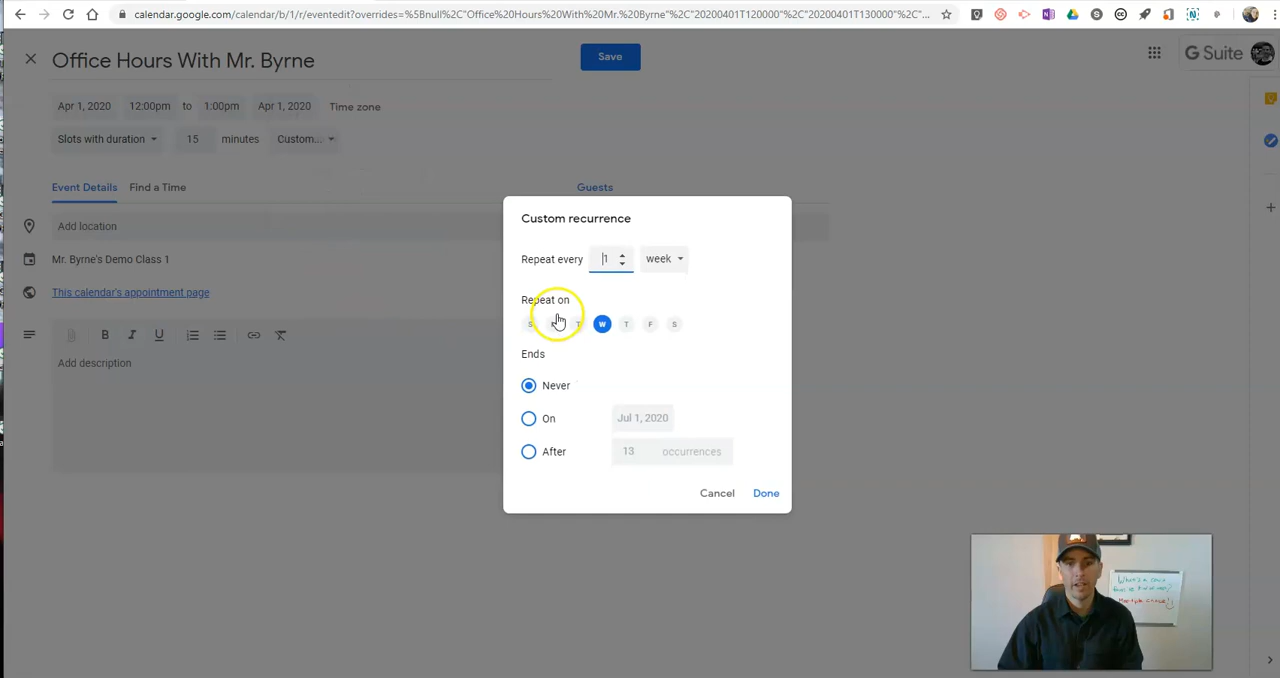 calendar.google.com/calendar/b/1/r/eventedit?overrides=%5Bnull%2C"Office%20Hours%20With%20Mr.%20Byrne"%2C"20200401T120000"%2C"20200401T130000"%2C"...
Office Hours With Mr. Byrne
Save
G Suite
Apr 1, 2020 12:00pm to 1:00pm Apr 1, 2020 Time zone
Slots with duration 15 minutes Custom...
Event Details Find a Time Guests
Add location
Mr. Byrne's Demo Class 1
This calendar's appointment page
B I U
Add description
Custom recurrence
Repeat every 1 week
Repeat on
S T W T F S
Ends
Never
On Jul 1, 2020
After 13 occurrences
Cancel Done